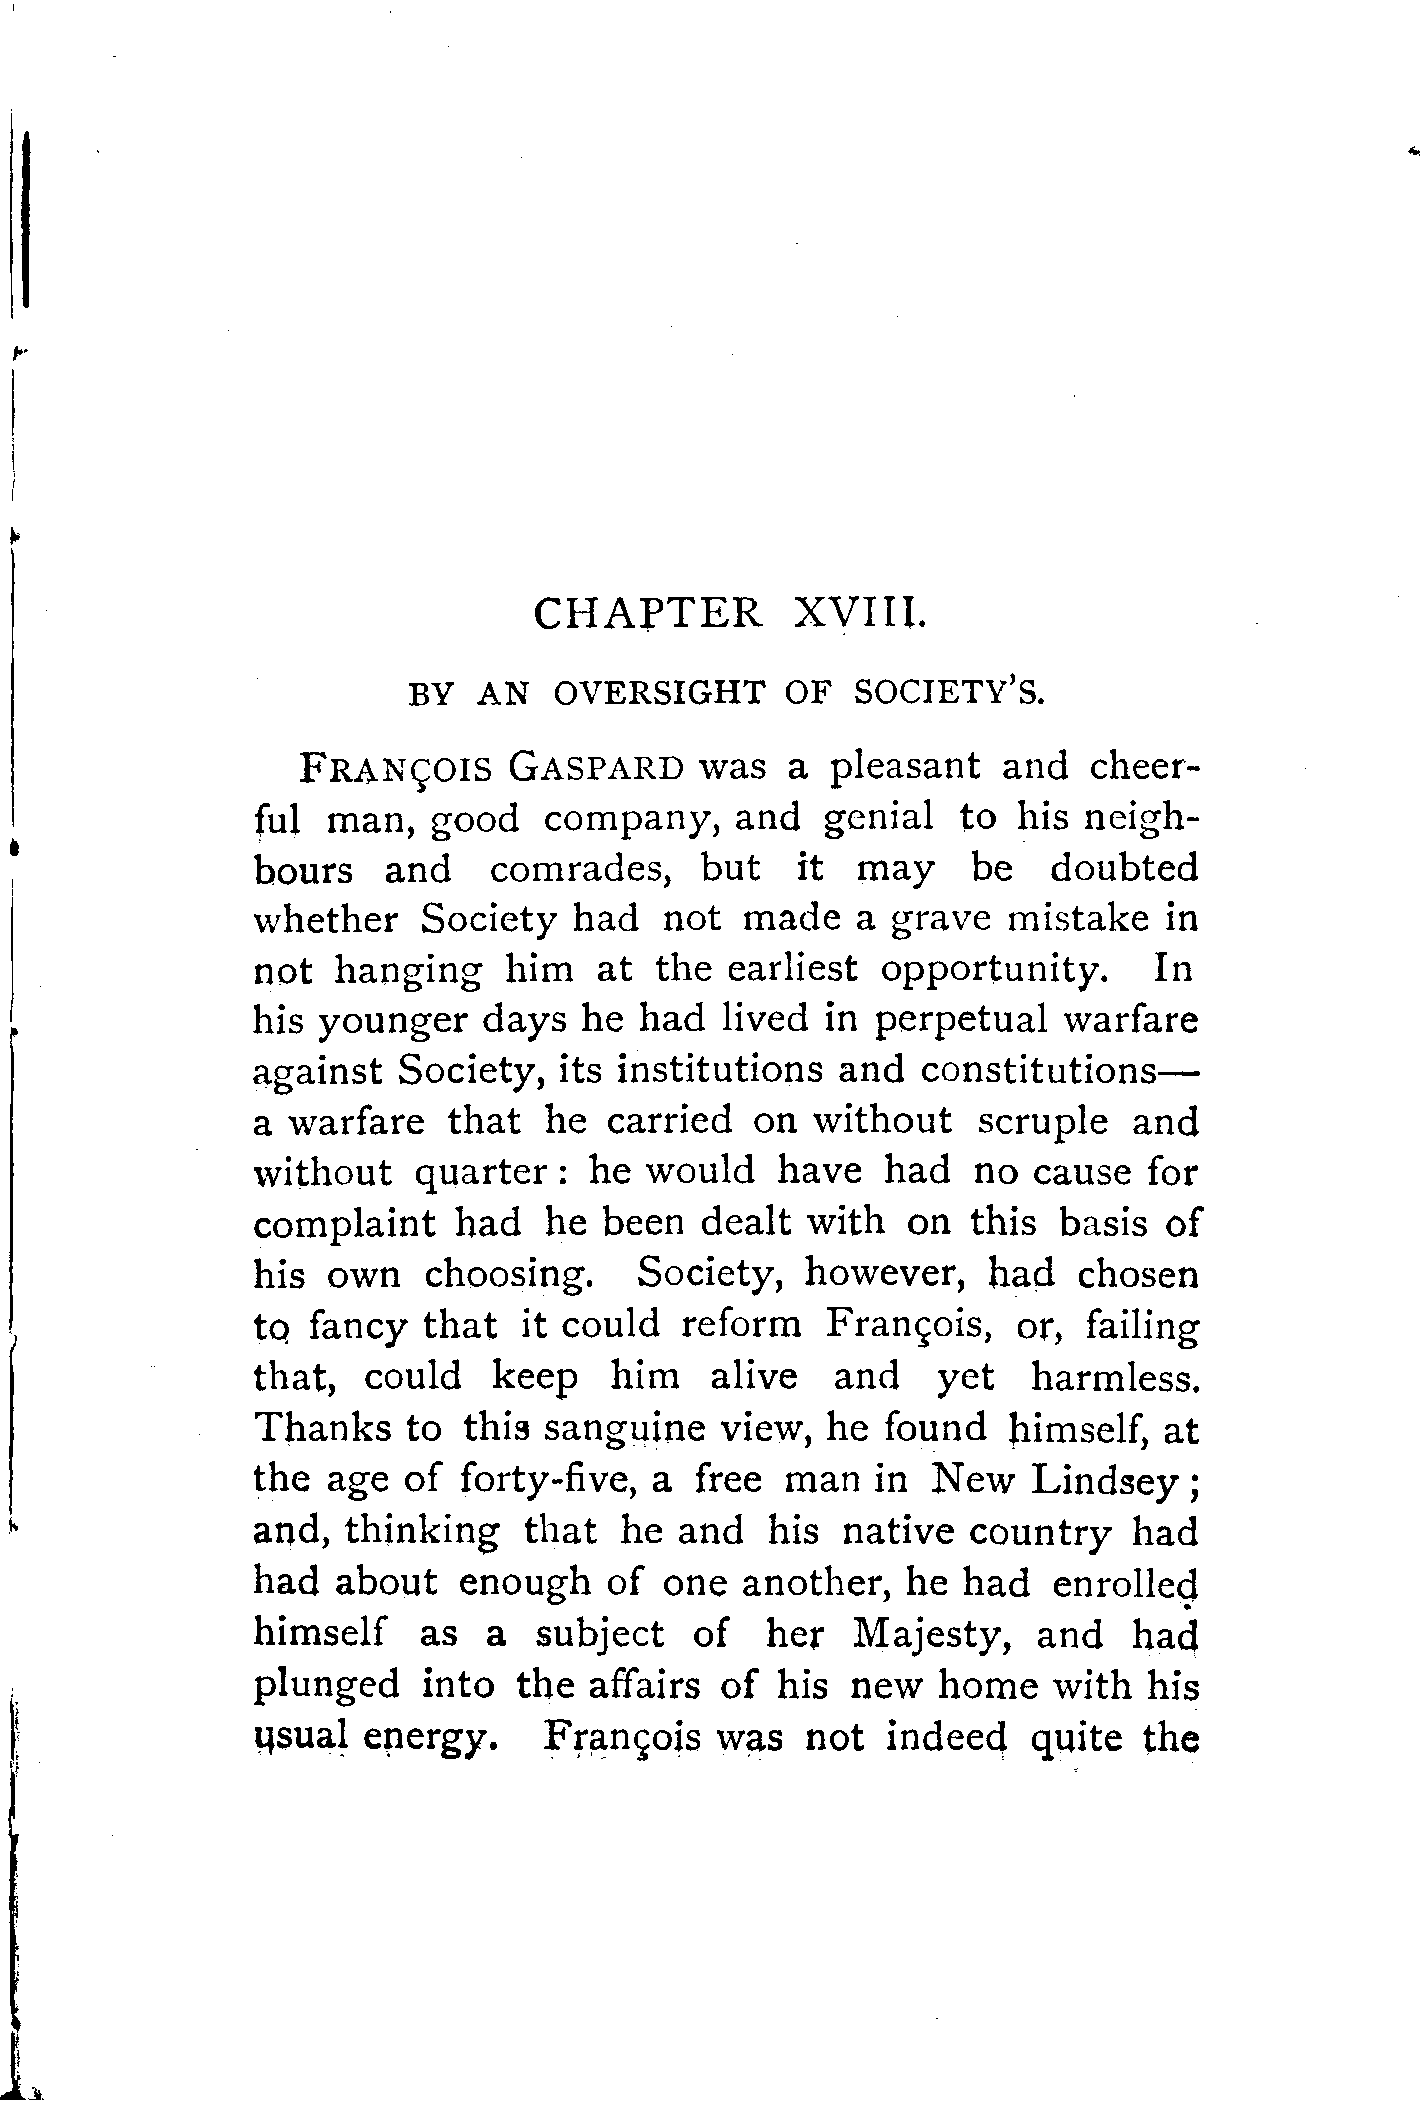 CHAPTER XVIII.
BY AN OVERSIGHT OF SOCIETY'S.
FRANÇOIS GASPARD was a pleasant and cheer-
ful man, good company, and genial to his neigh-
bours and comrades, but it may be doubted
whether Society had not made a grave mistake in
not hanging him at the earliest opportunity. In
his younger days he had lived in perpetual warfare
against Society, its institutions and constitutions—
a warfare that he carried on without scruple and
without quarter : he would have had no cause for
complaint had he been dealt with on this basis of
his own choosing. Society, however, had chosen
to fancy that it could reform François, or, failing
that, could keep him alive and yet harmless.
Thanks to this sanguine view, he found himself, at
the age of forty-five, a free man in New Lindsey ;
and, thinking that he and his native country had
had about enough of one another, he had enrolled
himself as a subject of her Majesty, and had
plunged into the affairs of his new home with his
usual energy. François was not indeed quite the